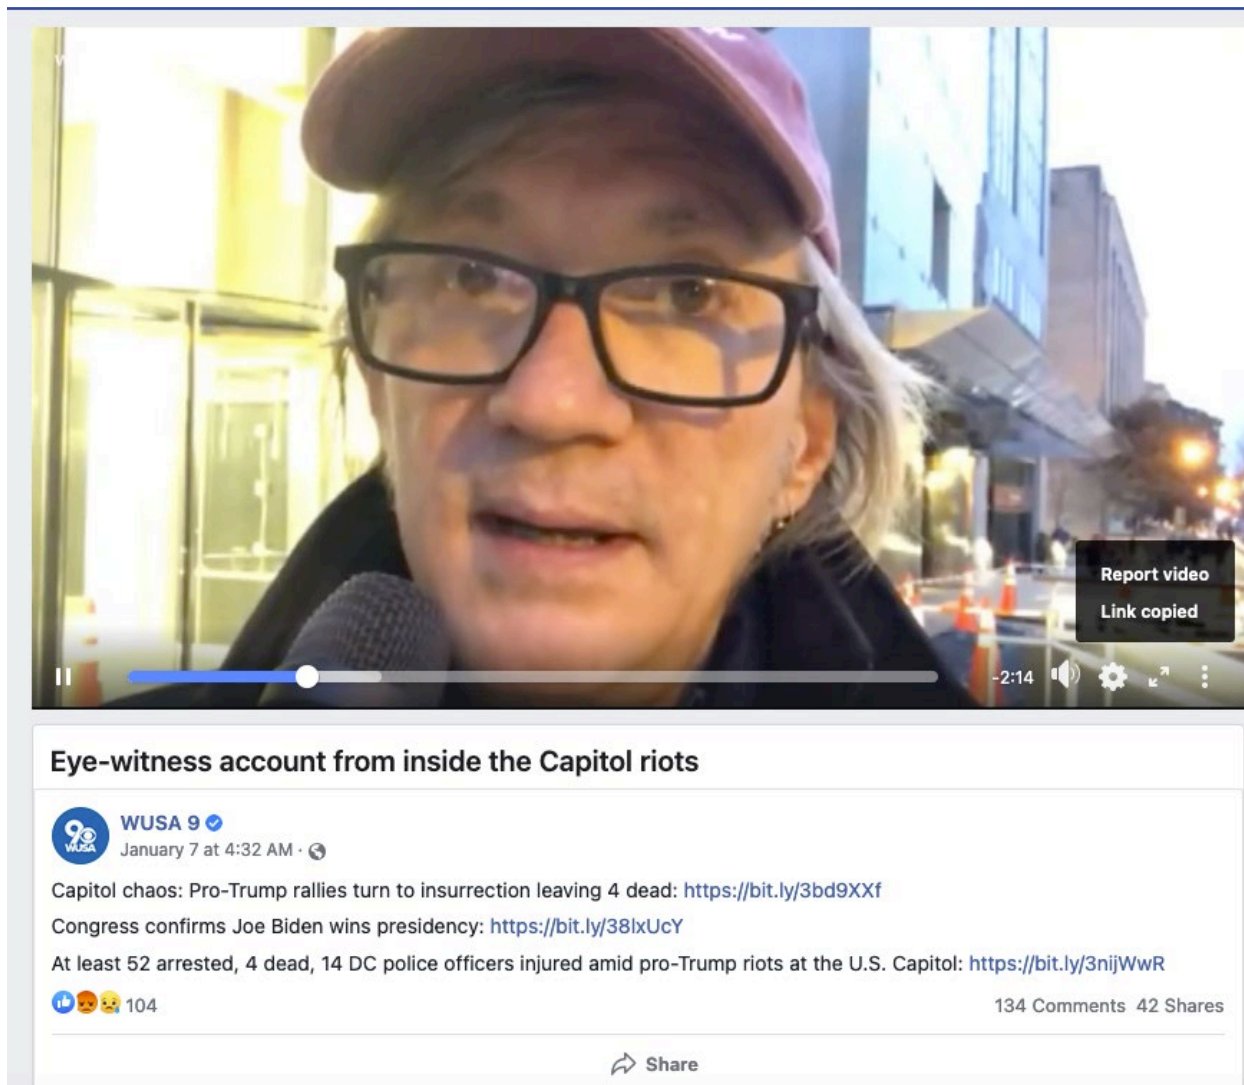 Report video
Link copied
-2:14
Eye-witness account from inside the Capitol riots
9 WUSA
WUSA 9
January 7 at 4:32 AM ·
Capitol chaos: Pro-Trump rallies turn to insurrection leaving 4 dead: https://bit.ly/3bd9XXf
Congress confirms Joe Biden wins presidency: https://bit.ly/38lxUcY
At least 52 arrested, 4 dead, 14 DC police officers injured amid pro-Trump riots at the U.S. Capitol: https://bit.ly/3nijWwR
104
134 Comments 42 Shares
Share